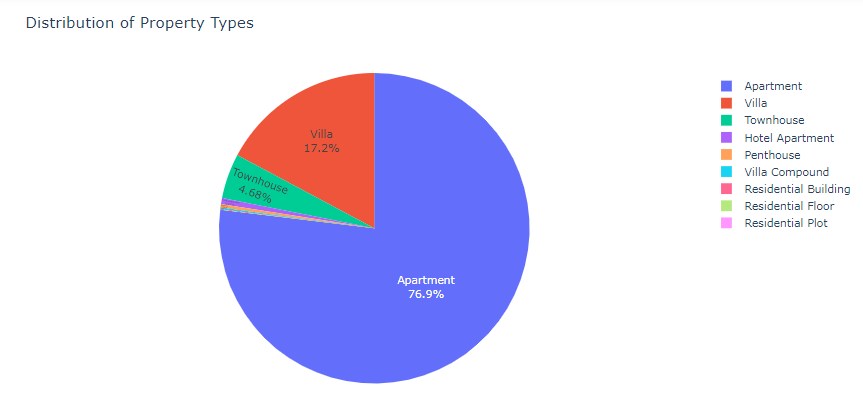 Distribution of Property Types
Villa
17.2%
Townhouse
4.68%
Apartment
76.9%
Apartment
Villa
Townhouse
Hotel Apartment
Penthouse
Villa Compound
Residential Building
Residential Floor
Residential Plot